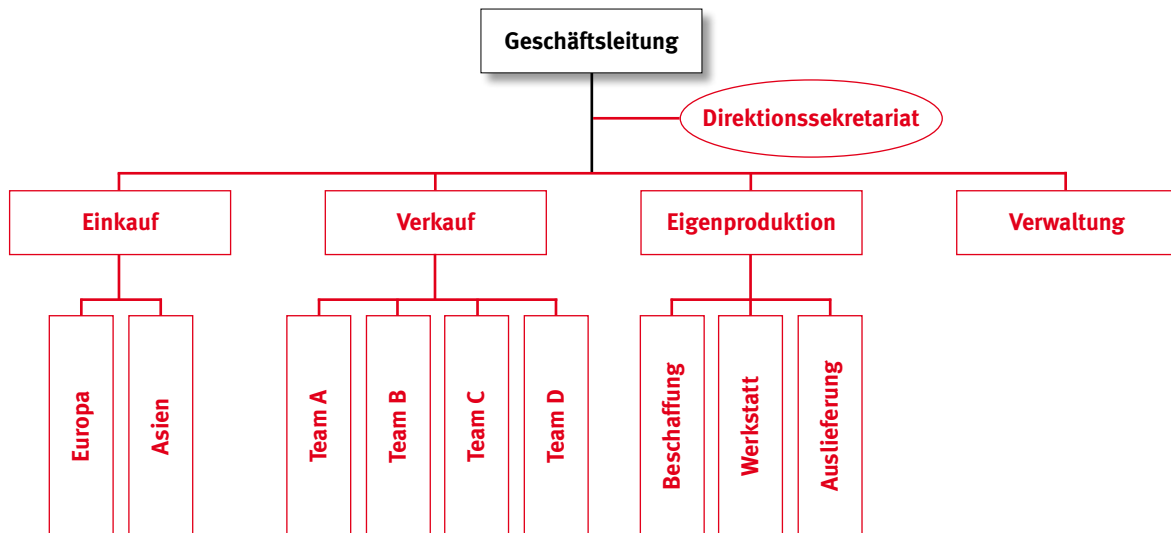 Geschäftsleitung
Direktionssekretariat
Einkauf
Verkauf
Eigenproduktion
Verwaltung
Europa
Asien
Team A
Team B
Team C
Team D
Beschaffung
Werkstatt
Auslieferung